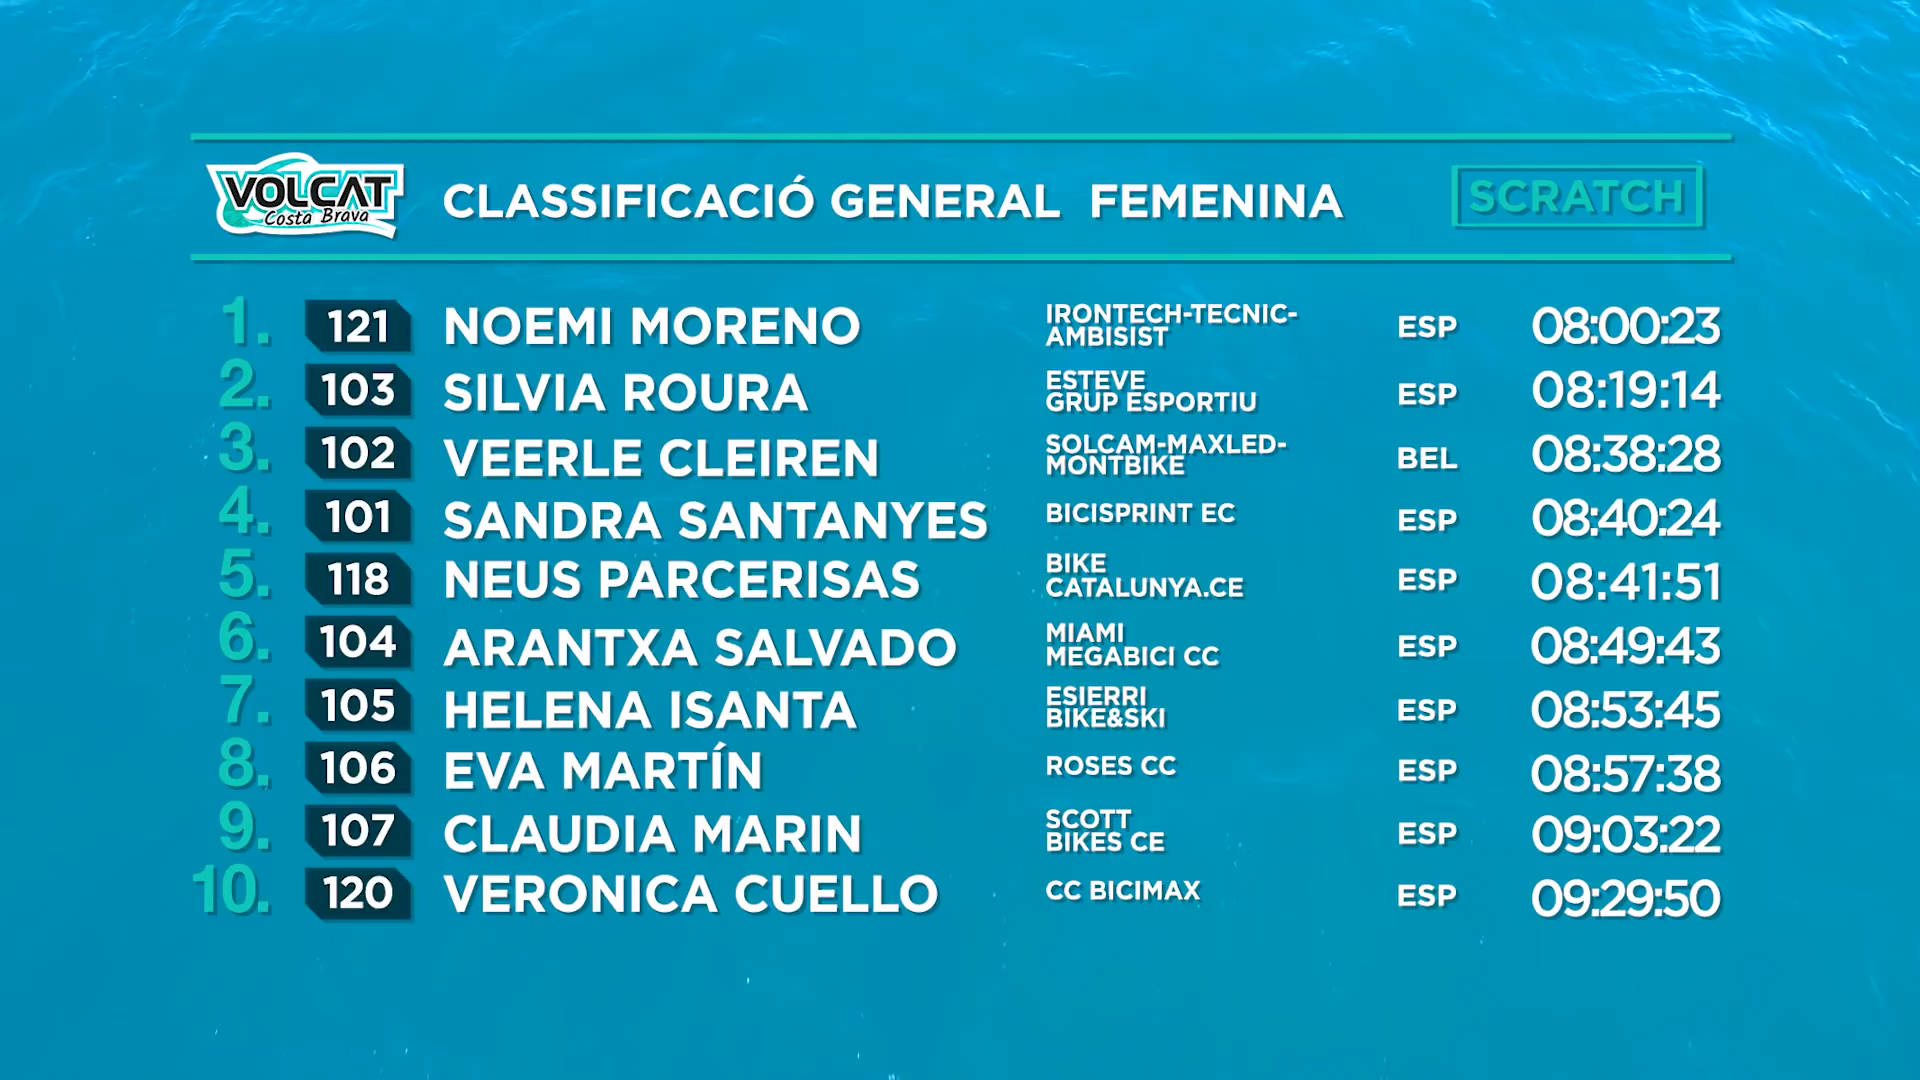 VOLCAT
Costa Brava
CLASSIFICACIÓ GENERAL FEMENINA
SCRATCH
1. 121 NOEMI MORENO IRONTECH-TECNIC-
AMBISIST ESP 08:00:23
2. 103 SILVIA ROURA ESTEVE
GRUP ESPORTIU ESP 08:19:14
3. 102 VEERLE CLEIREN SOLCAM-MAXLED-
MONTBIKE BEL 08:38:28
4. 101 SANDRA SANTANYES BICISPRINT EC ESP 08:40:24
5. 118 NEUS PARCERISAS BIKE
CATALUNYA.CE ESP 08:41:51
6. 104 ARANTXA SALVADO MIAMI
MEGABICI CC ESP 08:49:43
7. 105 HELENA ISANTA ESIERRI
BIKE&SKI ESP 08:53:45
8. 106 EVA MARTÍN ROSES CC ESP 08:57:38
9. 107 CLAUDIA MARIN SCOTT
BIKES CE ESP 09:03:22
10. 120 VERONICA CUELLO CC BICIMAX ESP 09:29:50